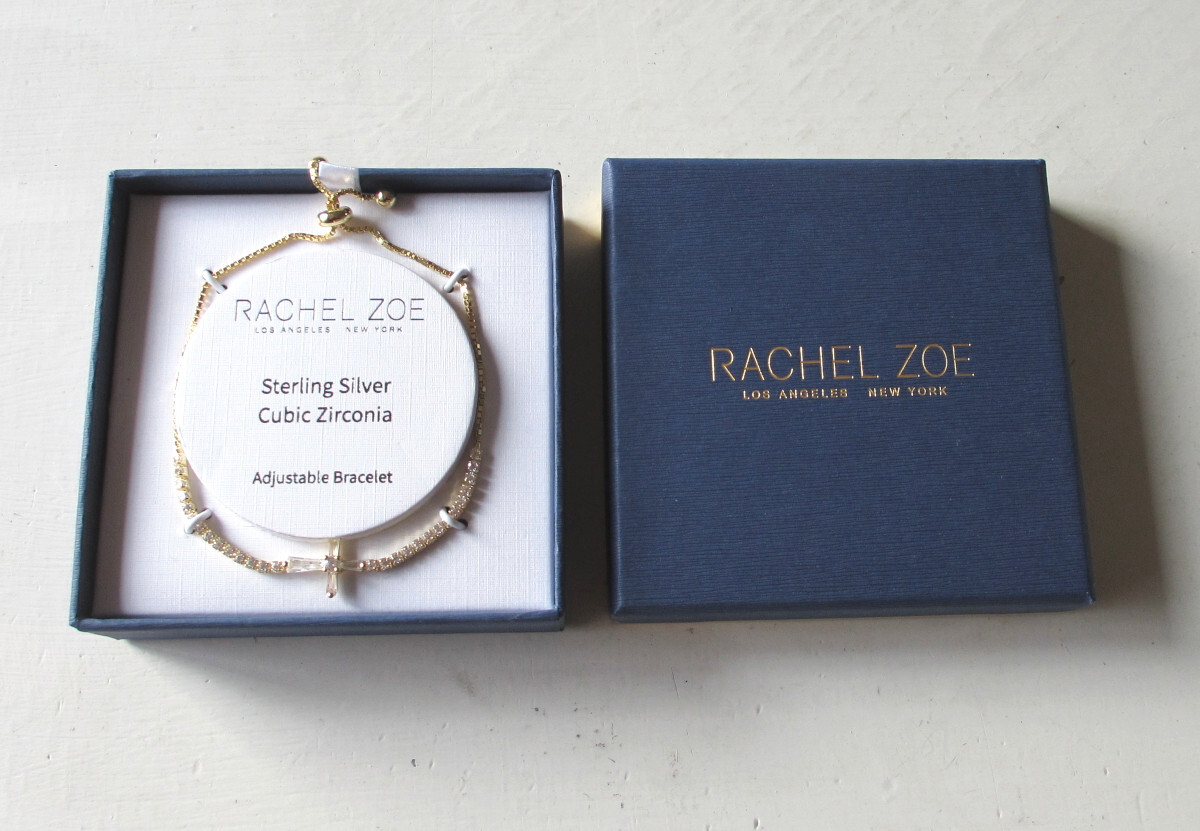 RACHEL ZOE
LOS ANGELES NEW YORK
Sterling Silver
Cubic Zirconia
Adjustable Bracelet
RACHEL ZOE
LOS ANGELES NEW YORK